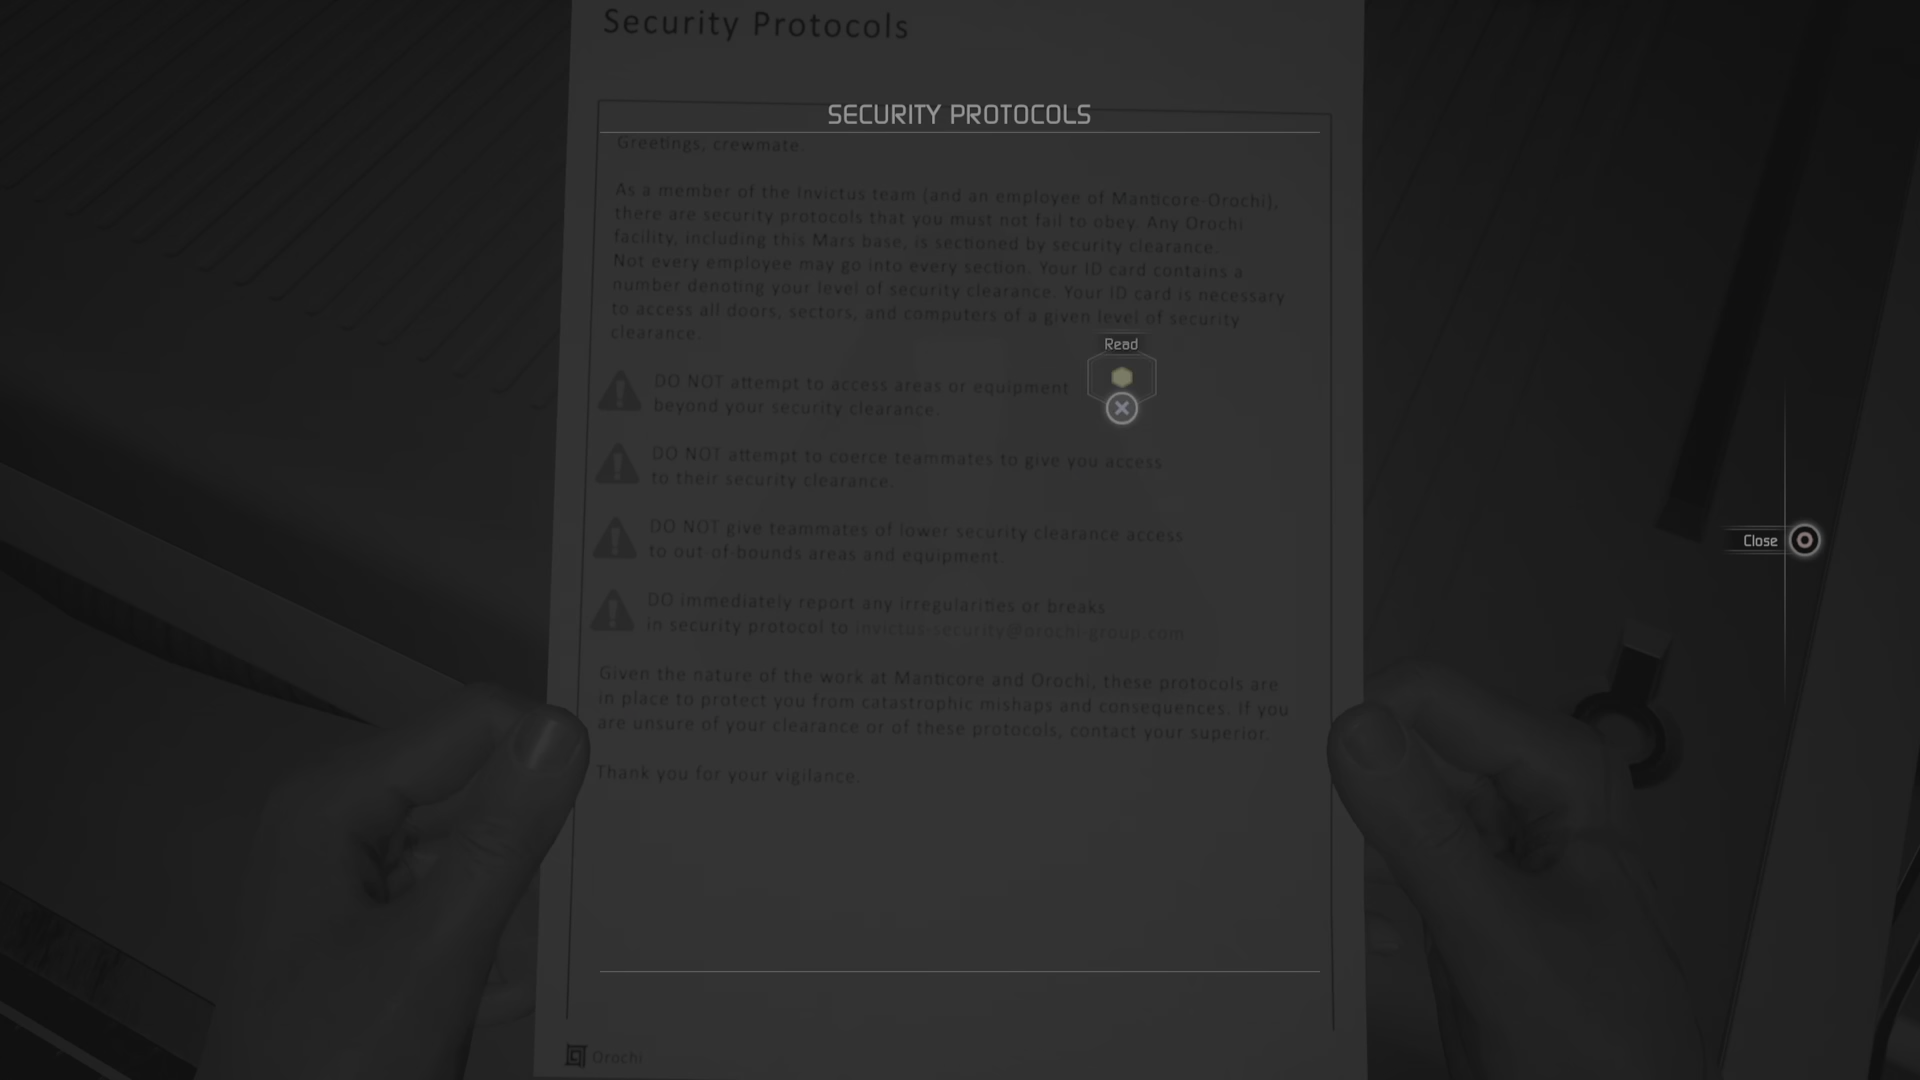 Security Protocols
SECURITY PROTOCOLS
Greetings, crewmate.
As a member of the Invictus team (and an employee of Manticore-Orochi),
there are security protocols that you must not fail to obey. Any Orochi
facility, including this Mars base, is sectioned by security clearance.
Not every employee may go into every section. Your ID card contains a
number denoting your level of security clearance. Your ID card is necessary
to access all doors, sectors, and computers of a given level of security
clearance.
Read
DO NOT attempt to access areas or equipment
beyond your security clearance.
DO NOT attempt to coerce teammates to give you access
to their security clearance.
DO NOT give teammates of lower security clearance access
to out-of-bounds areas and equipment.
Close
DO immediately report any irregularities or breaks
in security protocol to invictus-security@orochi-group.com
Given the nature of the work at Manticore and Orochi, these protocols are
in place to protect you from catastrophic mishaps and consequences. If you
are unsure of your clearance or of these protocols, contact your superior.
Thank you for your vigilance.
Orochi